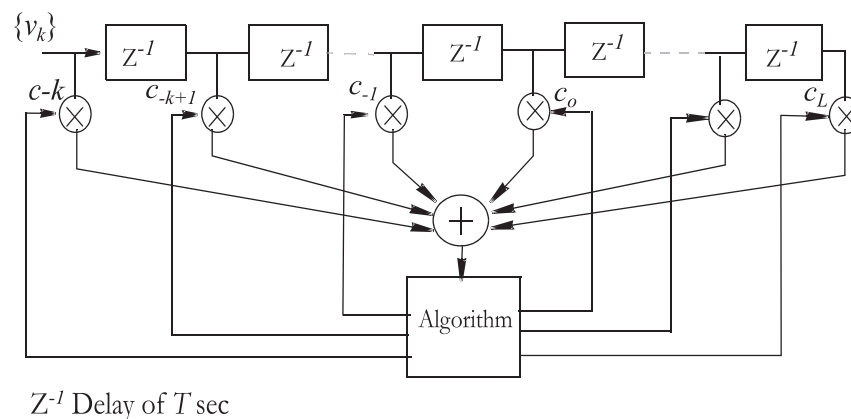 {v_k}
Z^-1
Z^-1
Z^-1
Z^-1
Z^-1
c-k
c_-k+1
c_-1
c_o
c_L
+
Algorithm
Z^-1 Delay of T sec